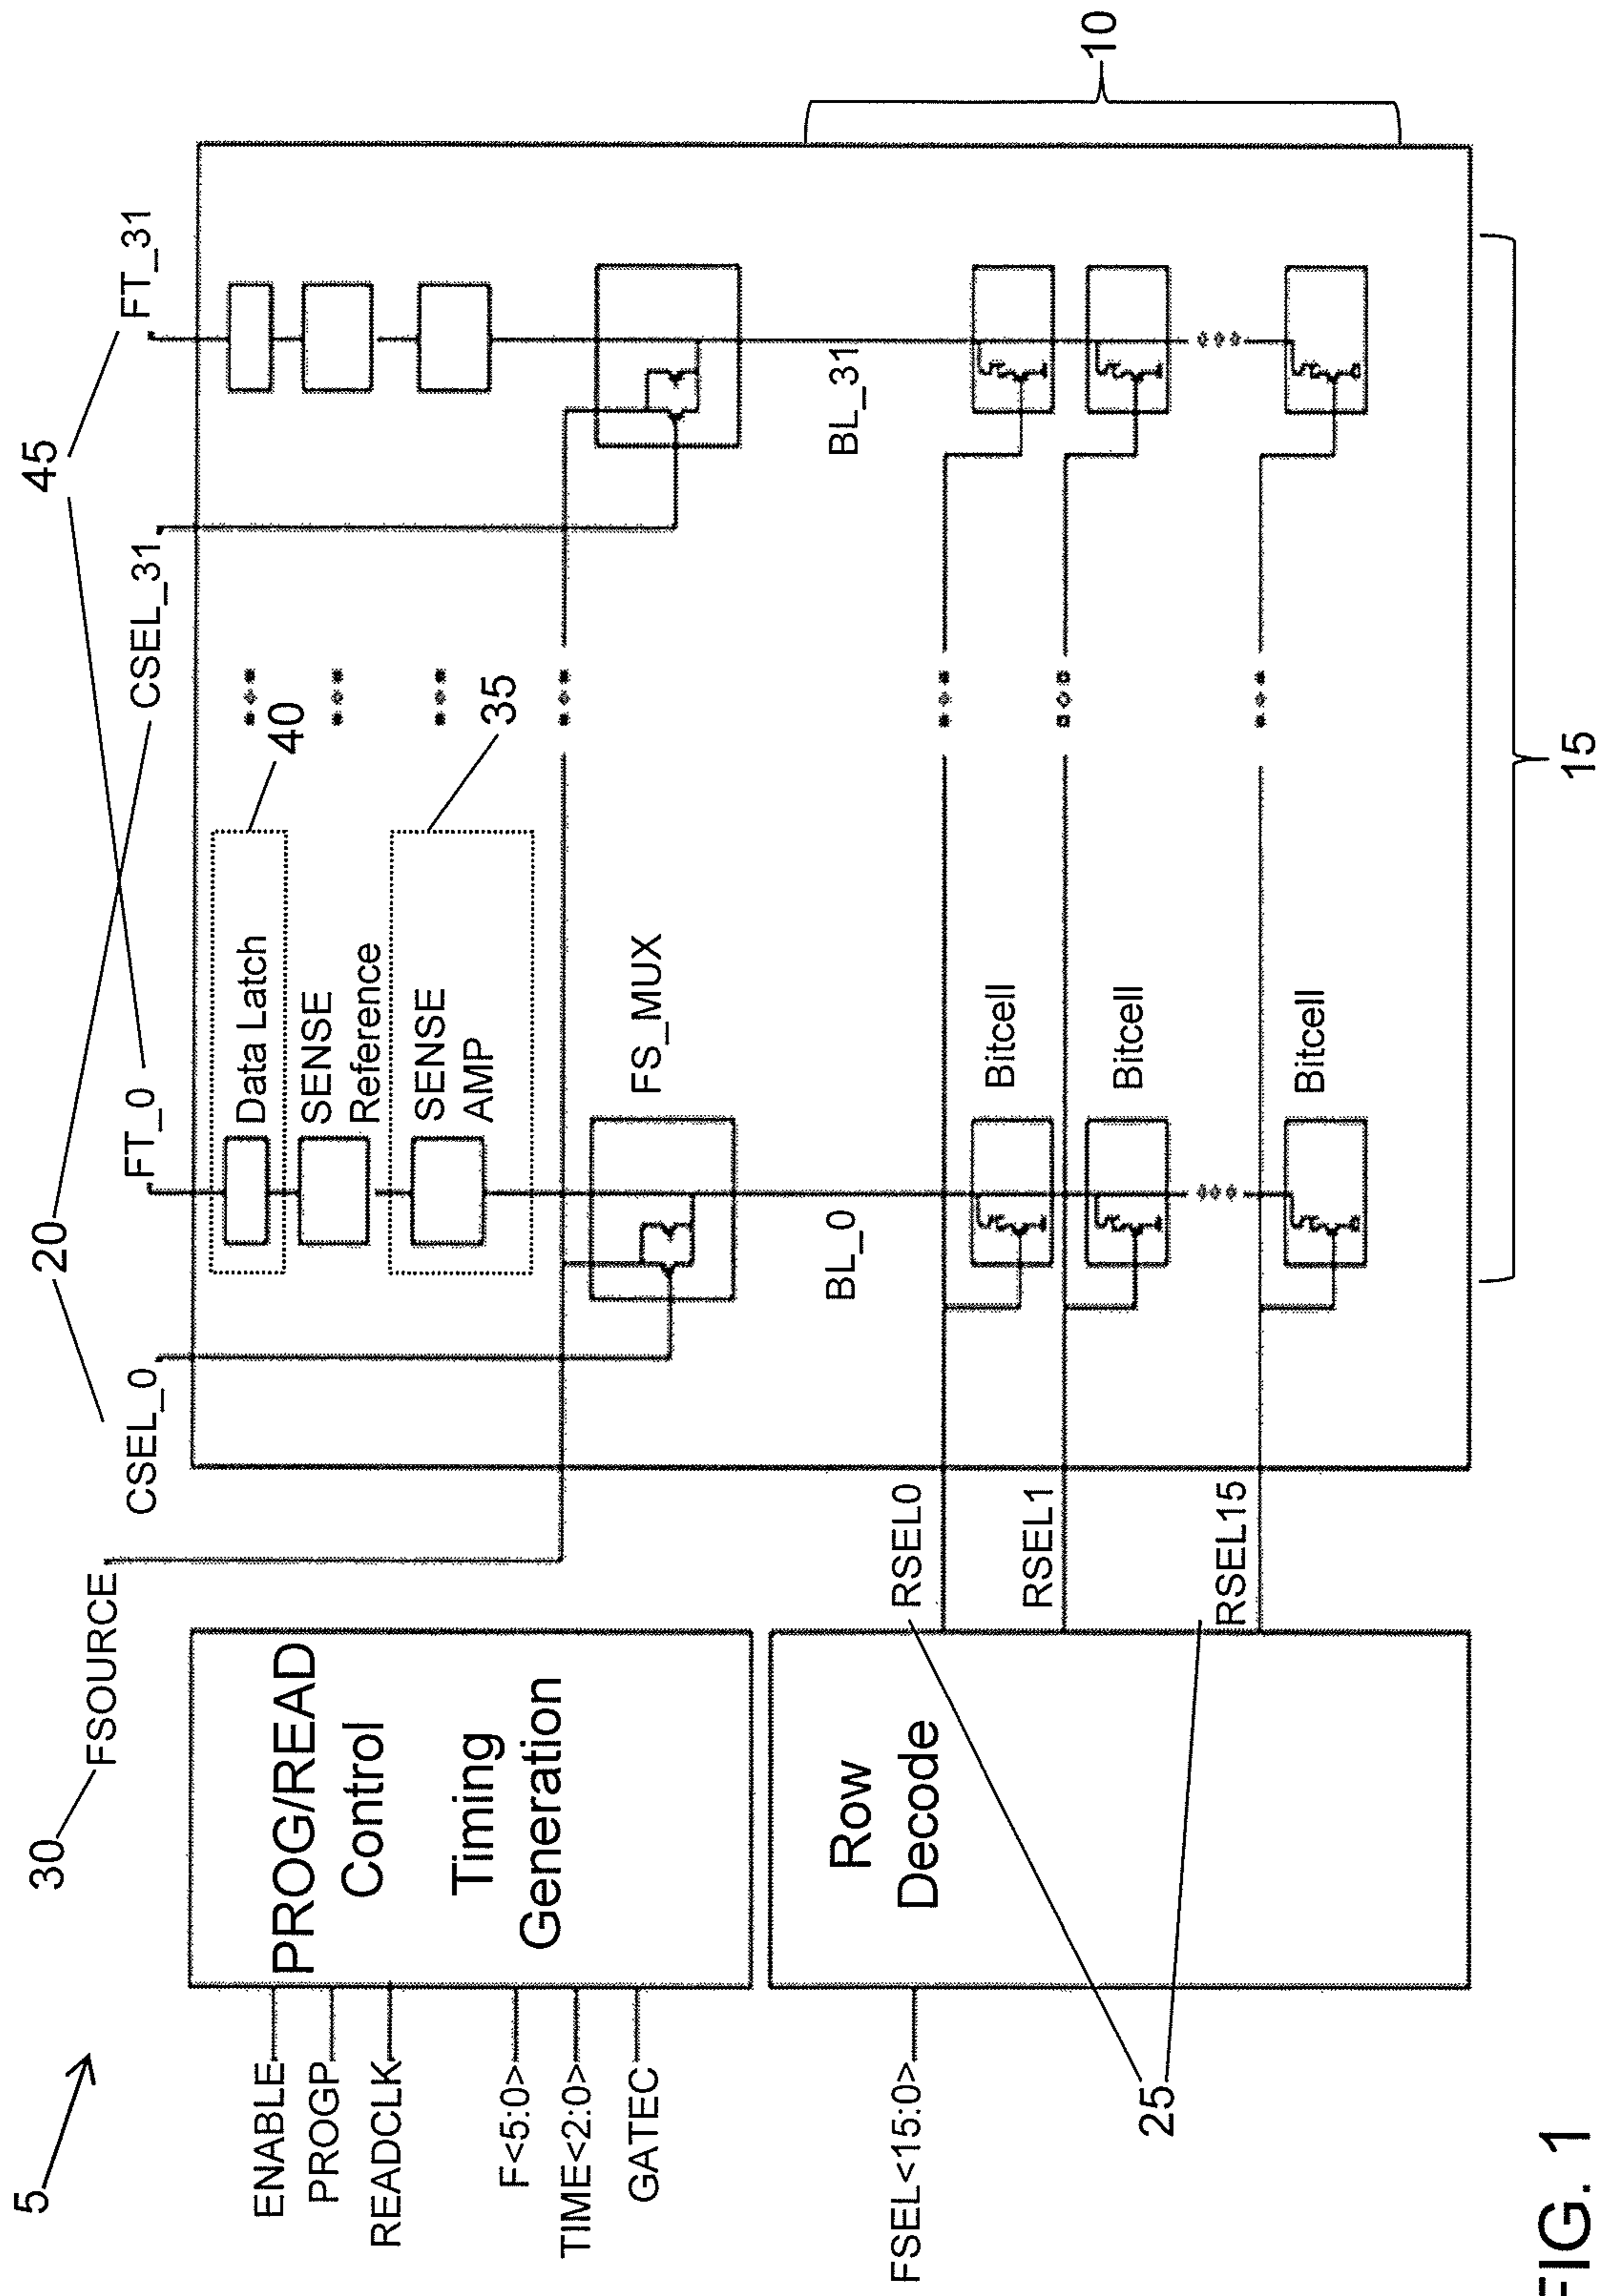 5
30
FSOURCE
20
45
CSEL_0
FT_0
CSEL_31
FT_31
ENABLE
PROGP
READCLK
F<5:0>
TIME<2:0>
GATEC
PROG/READ
Control
Timing
Generation
Data Latch
40
SENSE
Reference
SENSE
AMP
35
FS_MUX
BL_0
BL_31
10
FSEL<15:0>
Row
Decode
RSEL0
RSEL1
RSEL15
25
Bitcell
Bitcell
Bitcell
15
FIG. 1